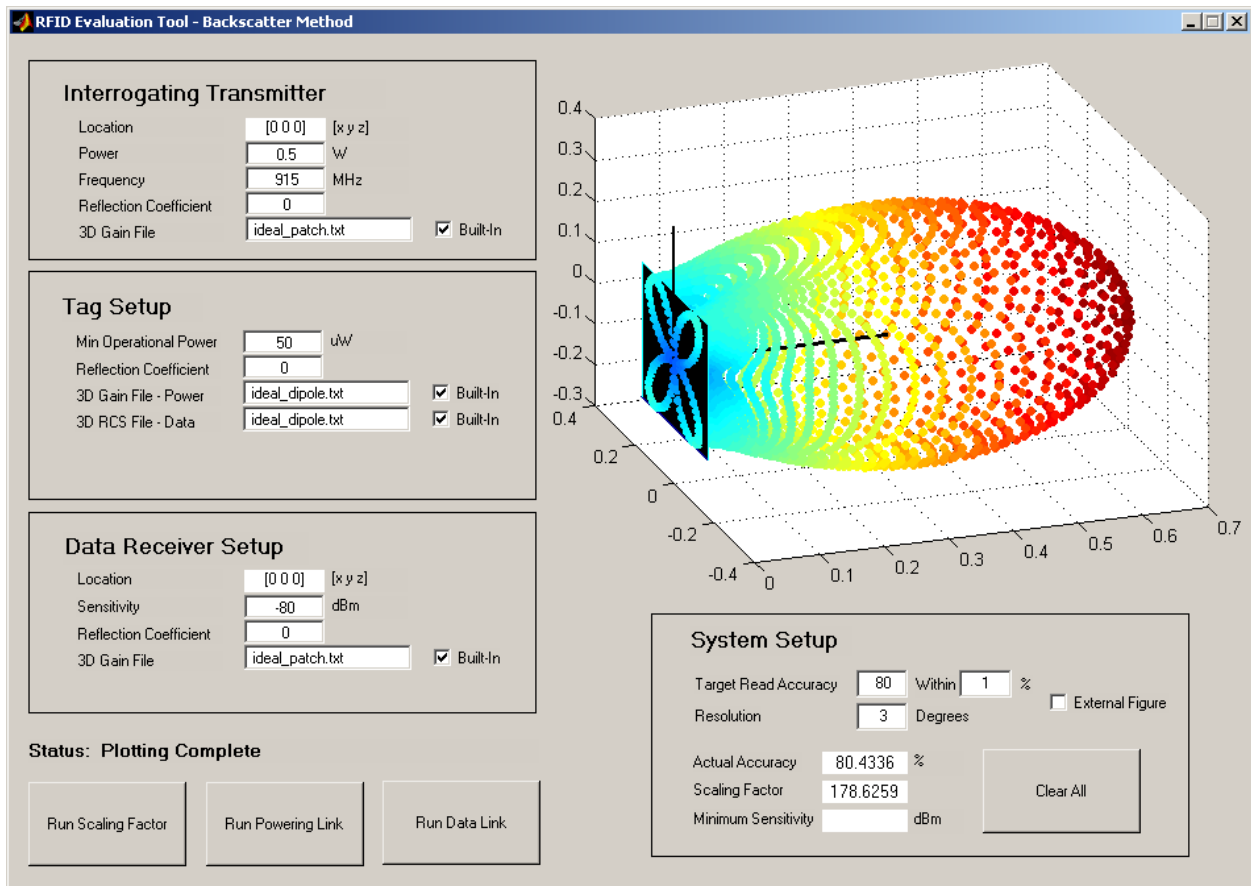 RFID Evaluation Tool - Backscatter Method
Interrogating Transmitter
Location [0 0 0] [x y z]
Power 0.5 W
Frequency 915 MHz
Reflection Coefficient 0
3D Gain File ideal_patch.txt Built-In
Tag Setup
Min Operational Power 50 uW
Reflection Coefficient 0
3D Gain File - Power ideal_dipole.txt Built-In
3D RCS File - Data ideal_dipole.txt Built-In
Data Receiver Setup
Location [0 0 0] [x y z]
Sensitivity -80 dBm
Reflection Coefficient 0
3D Gain File ideal_patch.txt Built-In
Status: Plotting Complete
Run Scaling Factor Run Powering Link Run Data Link
0.4
0.3
0.2
0.1
0
-0.1
-0.2
-0.3
0.4
0.2
0
-0.2
-0.4
0 0.1 0.2 0.3 0.4 0.5 0.6 0.7
System Setup
Target Read Accuracy 80 Within 1 %
External Figure
Resolution 3 Degrees
Actual Accuracy 80.4336 %
Scaling Factor 178.6259
Minimum Sensitivity dBm
Clear All